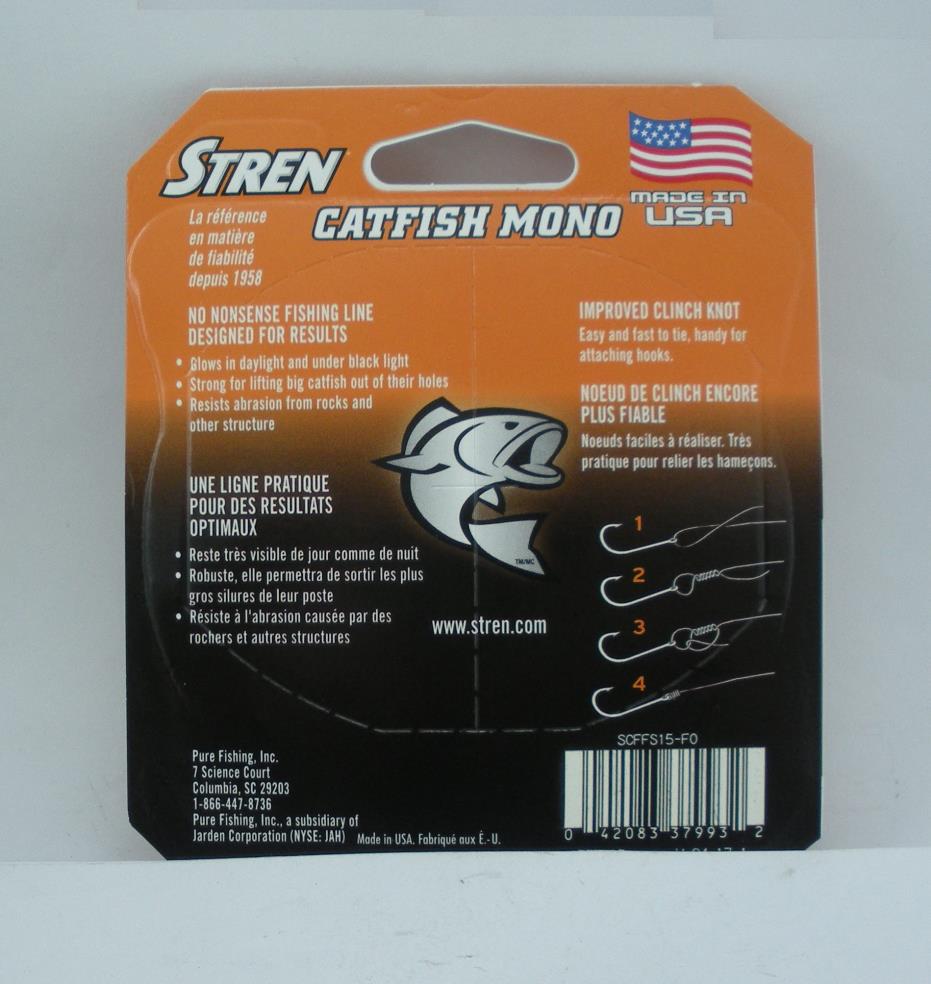 STREN
CATFISH MONO
MADE IN
USA
La référence
en matière
de fiabilité
depuis 1958
NO NONSENSE FISHING LINE
DESIGNED FOR RESULTS
• Glows in daylight and under black light
• Strong for lifting big catfish out of their holes
• Resists abrasion from rocks and
other structure
UNE LIGNE PRATIQUE
POUR DES RESULTATS
OPTIMAUX
• Reste très visible de jour comme de nuit
• Robuste, elle permettra de sortir les plus
gros silures de leur poste
• Résiste à l'abrasion causée par des
rochers et autres structures
IMPROVED CLINCH KNOT
Easy and fast to tie, handy for
attaching hooks.
NOEUD DE CLINCH ENCORE
PLUS FIABLE
Noeuds faciles à réaliser. Très
pratique pour relier les hameçons.
1
2
3
4
TM/MC
www.stren.com
Pure Fishing, Inc.
7 Science Court
Columbia, SC 29203
1-866-447-8736
Pure Fishing, Inc., a subsidiary of
Jarden Corporation (NYSE: JAH)
Made in USA. Fabriqué aux É.-U.
SCFFS15-FO
0 42083 37993 2